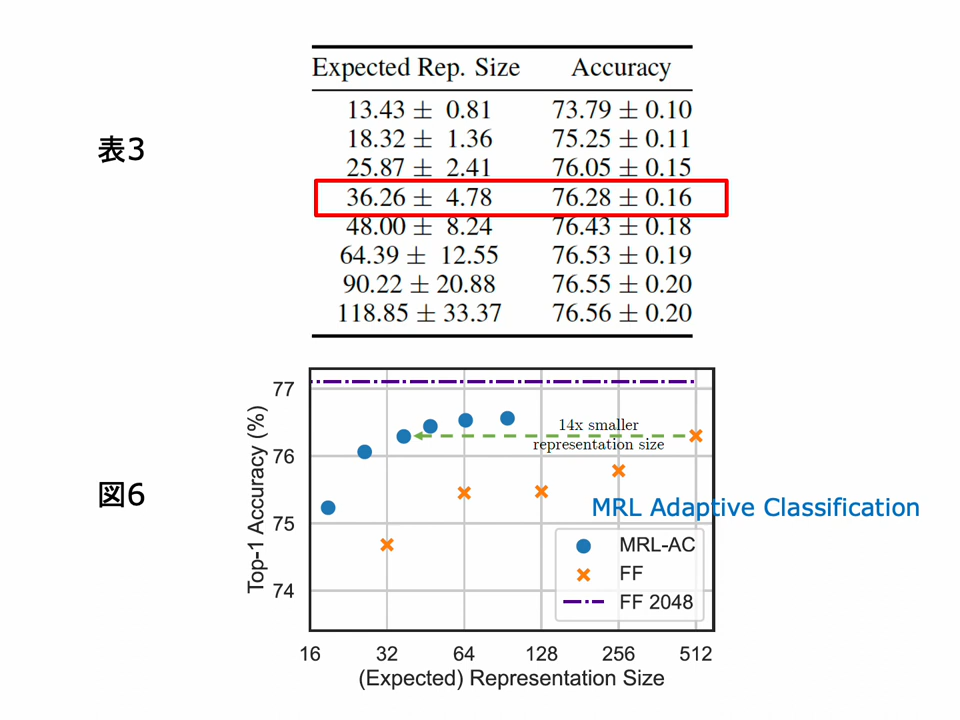 表3
Expected Rep. Size Accuracy
13.43 ± 0.81 73.79 ± 0.10
18.32 ± 1.36 75.25 ± 0.11
25.87 ± 2.41 76.05 ± 0.15
36.26 ± 4.78 76.28 ± 0.16
48.00 ± 8.24 76.43 ± 0.18
64.39 ± 12.55 76.53 ± 0.19
90.22 ± 20.88 76.55 ± 0.20
118.85 ± 33.37 76.56 ± 0.20
図6
Top-1 Accuracy (%)
77
76
75
74
14x smaller
representation size
MRL Adaptive Classification
MRL-AC
FF
FF 2048
16 32 64 128 256 512
(Expected) Representation Size